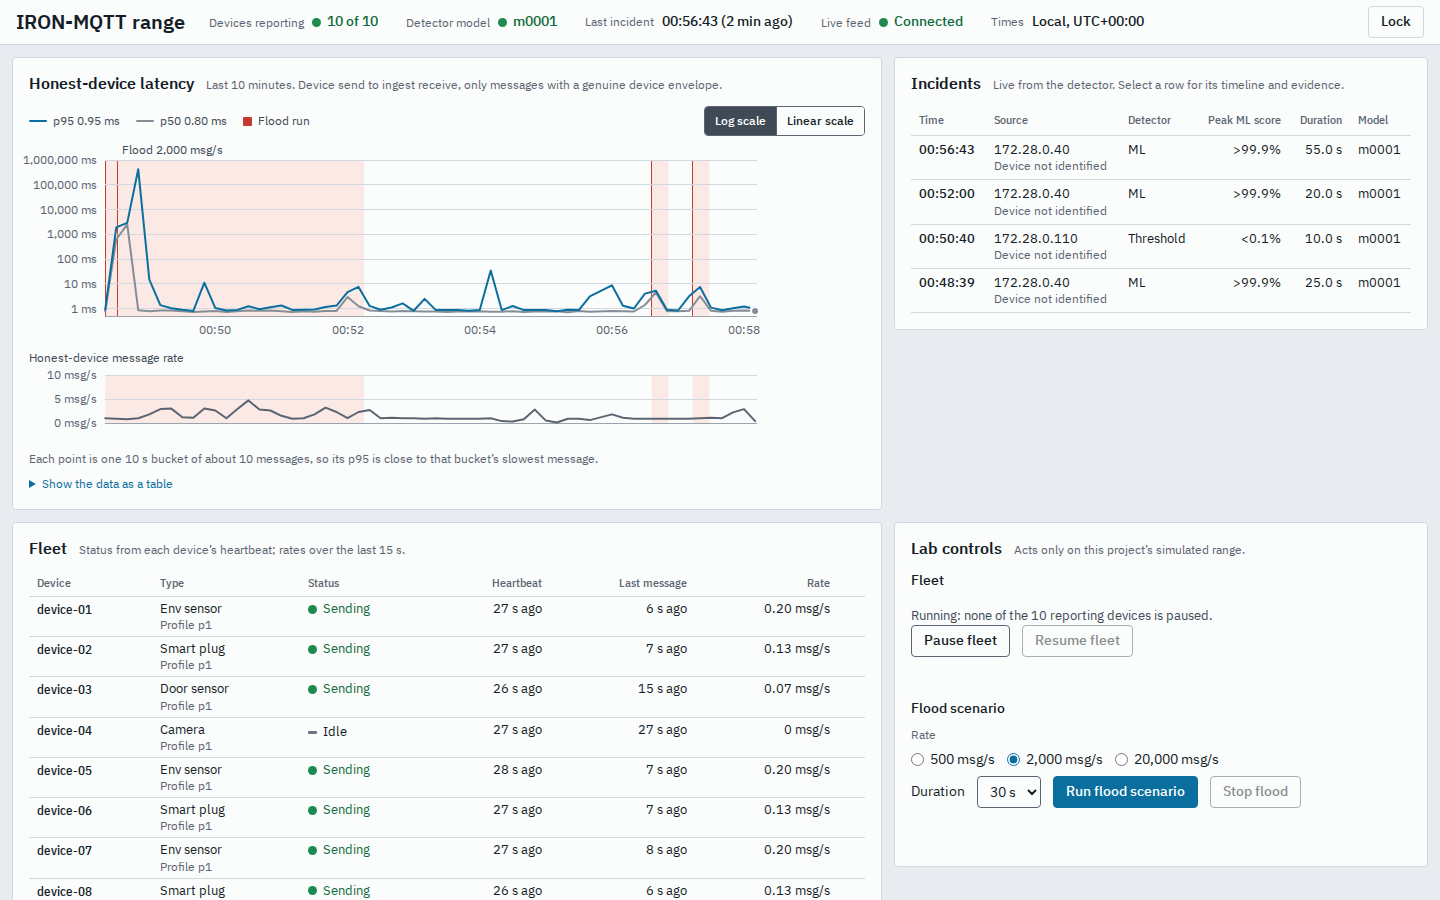 IRON-MQTT range
Devices reporting 10 of 10
Detector model m0001
Last incident 00:56:43 (2 min ago)
Live feed Connected
Times Local, UTC+00:00
Lock
Honest-device latency Last 10 minutes. Device send to ingest receive, only messages with a genuine device envelope.
p95 0.95 ms p50 0.80 ms Flood run
Log scale Linear scale
Flood 2,000 msg/s
1,000,000 ms
100,000 ms
10,000 ms
1,000 ms
100 ms
10 ms
1 ms
00:50 00:52 00:54 00:56 00:58
Honest-device message rate
10 msg/s
5 msg/s
0 msg/s
Each point is one 10 s bucket of about 10 messages, so its p95 is close to that bucket's slowest message.
Show the data as a table
Incidents Live from the detector. Select a row for its timeline and evidence.
Time Source Detector Peak ML score Duration Model
00:56:43 172.28.0.40 ML >99.9% 55.0 s m0001
Device not identified
00:52:00 172.28.0.40 ML >99.9% 20.0 s m0001
Device not identified
00:50:40 172.28.0.110 Threshold <0.1% 10.0 s m0001
Device not identified
00:48:39 172.28.0.40 ML >99.9% 25.0 s m0001
Device not identified
Fleet Status from each device's heartbeat; rates over the last 15 s.
Device Type Status Heartbeat Last message Rate
device-01 Env sensor Sending 27 s ago 6 s ago 0.20 msg/s
Profile p1
device-02 Smart plug Sending 27 s ago 7 s ago 0.13 msg/s
Profile p1
device-03 Door sensor Sending 26 s ago 15 s ago 0.07 msg/s
Profile p1
device-04 Camera Idle 27 s ago 27 s ago 0 msg/s
Profile p1
device-05 Env sensor Sending 28 s ago 7 s ago 0.20 msg/s
Profile p1
device-06 Smart plug Sending 27 s ago 7 s ago 0.13 msg/s
Profile p1
device-07 Env sensor Sending 27 s ago 8 s ago 0.20 msg/s
Profile p1
device-08 Smart plug Sending 26 s ago 6 s ago 0.13 msg/s
Lab controls Acts only on this project's simulated range.
Fleet
Running: none of the 10 reporting devices is paused.
Pause fleet Resume fleet
Flood scenario
Rate
500 msg/s 2,000 msg/s 20,000 msg/s
Duration 30 s Run flood scenario Stop flood